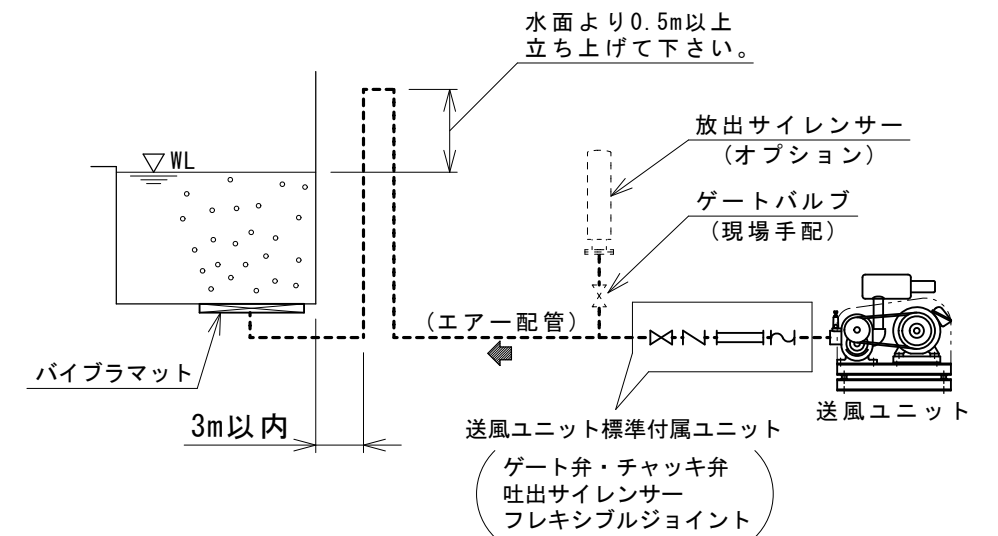 水面より0.5m以上
立ち上げて下さい。
放出サイレンサー
(オプション)
WL
ゲートバルブ
(現場手配)
(エアー配管)
バイブラマット
送風ユニット
3m以内
送風ユニット標準付属ユニット
ゲート弁・チャッキ弁
吐出サイレンサー
フレキシブルジョイント